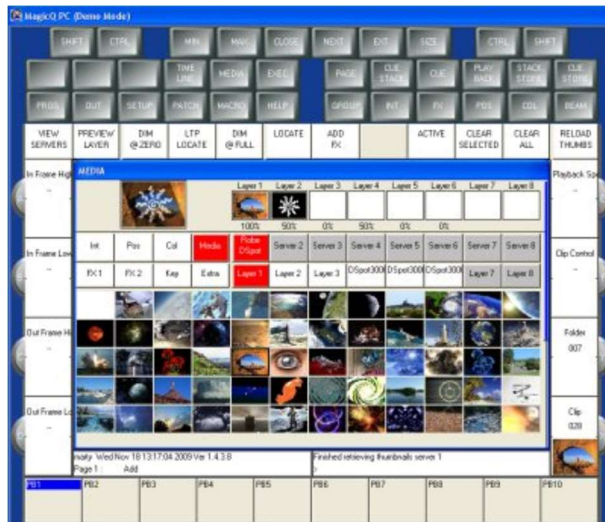 MagicQ PC (Demo Mode)
SHIFT CTRL MIN MAX CLOSE NEXT EXT SIZE CTRL SHIFT
TIME LINE MEDIA EXEC PAGE CUE STACK CUE PLAY BACK STACK STORE CUE STORE
PROG OUT SETUP PATCH MACRO HELP GROUP INT FX POS COL BEAM
VIEW SERVERS PREVIEW LAYER DIM @ZERO LTP LOCATE DIM @FULL LOCATE ADD FX ACTIVE CLEAR SELECTED CLEAR ALL RELOAD THUMBS
MEDIA
In Frame High
Layer 1 Layer 2 Layer 3 Layer 4 Layer 5 Layer 6 Layer 7 Layer 8
Playback Sp
100% 50% 0% 50% 0% 0%
Int Pos Col Media Robe DSpot Server 2 Server 3 Server 4 Server 5 Server 6 Server 7 Server 8
In Frame Low
Clip Control
FX 1 FX 2 Key Extra Layer 1 Layer 2 Layer 3 DSpot300 DSpot300 DSpot300 Layer 7 Layer 8
Out Frame Hi
Folder
007
Out Frame Lo
Clip
028
marty Wed Nov 18 13:17:04 2009 Ver 1.4.3.8
Finished retrieving thumbnails server 1
Page 1 : Add
>
PB1 PB2 PB3 PB4 PB5 PB6 PB7 PB8 PB9 PB10